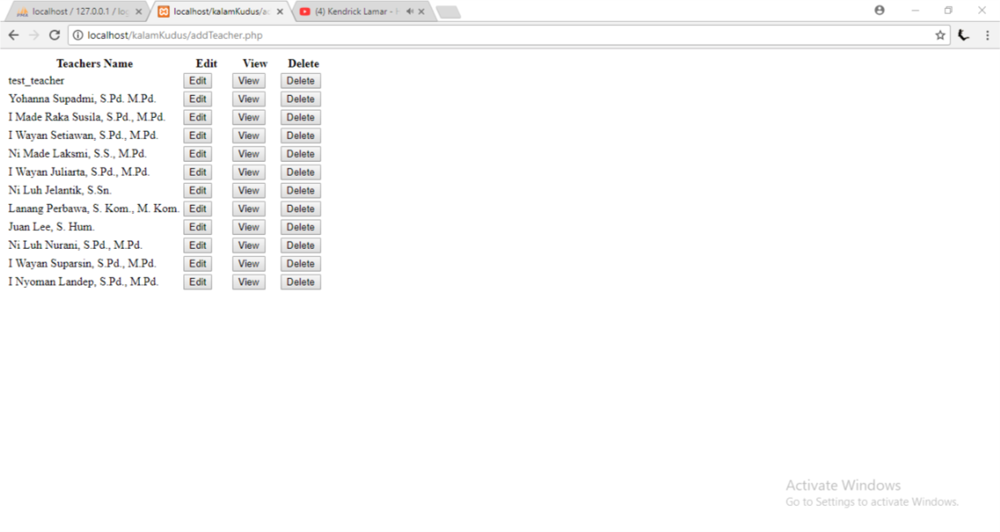 localhost / 127.0.0.1 / log
localhost/kalamKudus/ad
(4) Kendrick Lamar - H
localhost/kalamKudus/addTeacher.php
Teachers Name Edit View Delete
test_teacher Edit View Delete
Yohanna Supadmi, S.Pd. M.Pd. Edit View Delete
I Made Raka Susila, S.Pd., M.Pd. Edit View Delete
I Wayan Setiawan, S.Pd., M.Pd. Edit View Delete
Ni Made Laksmi, S.S., M.Pd. Edit View Delete
I Wayan Juliarta, S.Pd., M.Pd. Edit View Delete
Ni Luh Jelantik, S.Sn. Edit View Delete
Lanang Perbawa, S. Kom., M. Kom. Edit View Delete
Juan Lee, S. Hum. Edit View Delete
Ni Luh Nurani, S.Pd., M.Pd. Edit View Delete
I Wayan Suparsin, S.Pd., M.Pd. Edit View Delete
I Nyoman Landep, S.Pd., M.Pd. Edit View Delete
Activate Windows
Go to Settings to activate Windows.